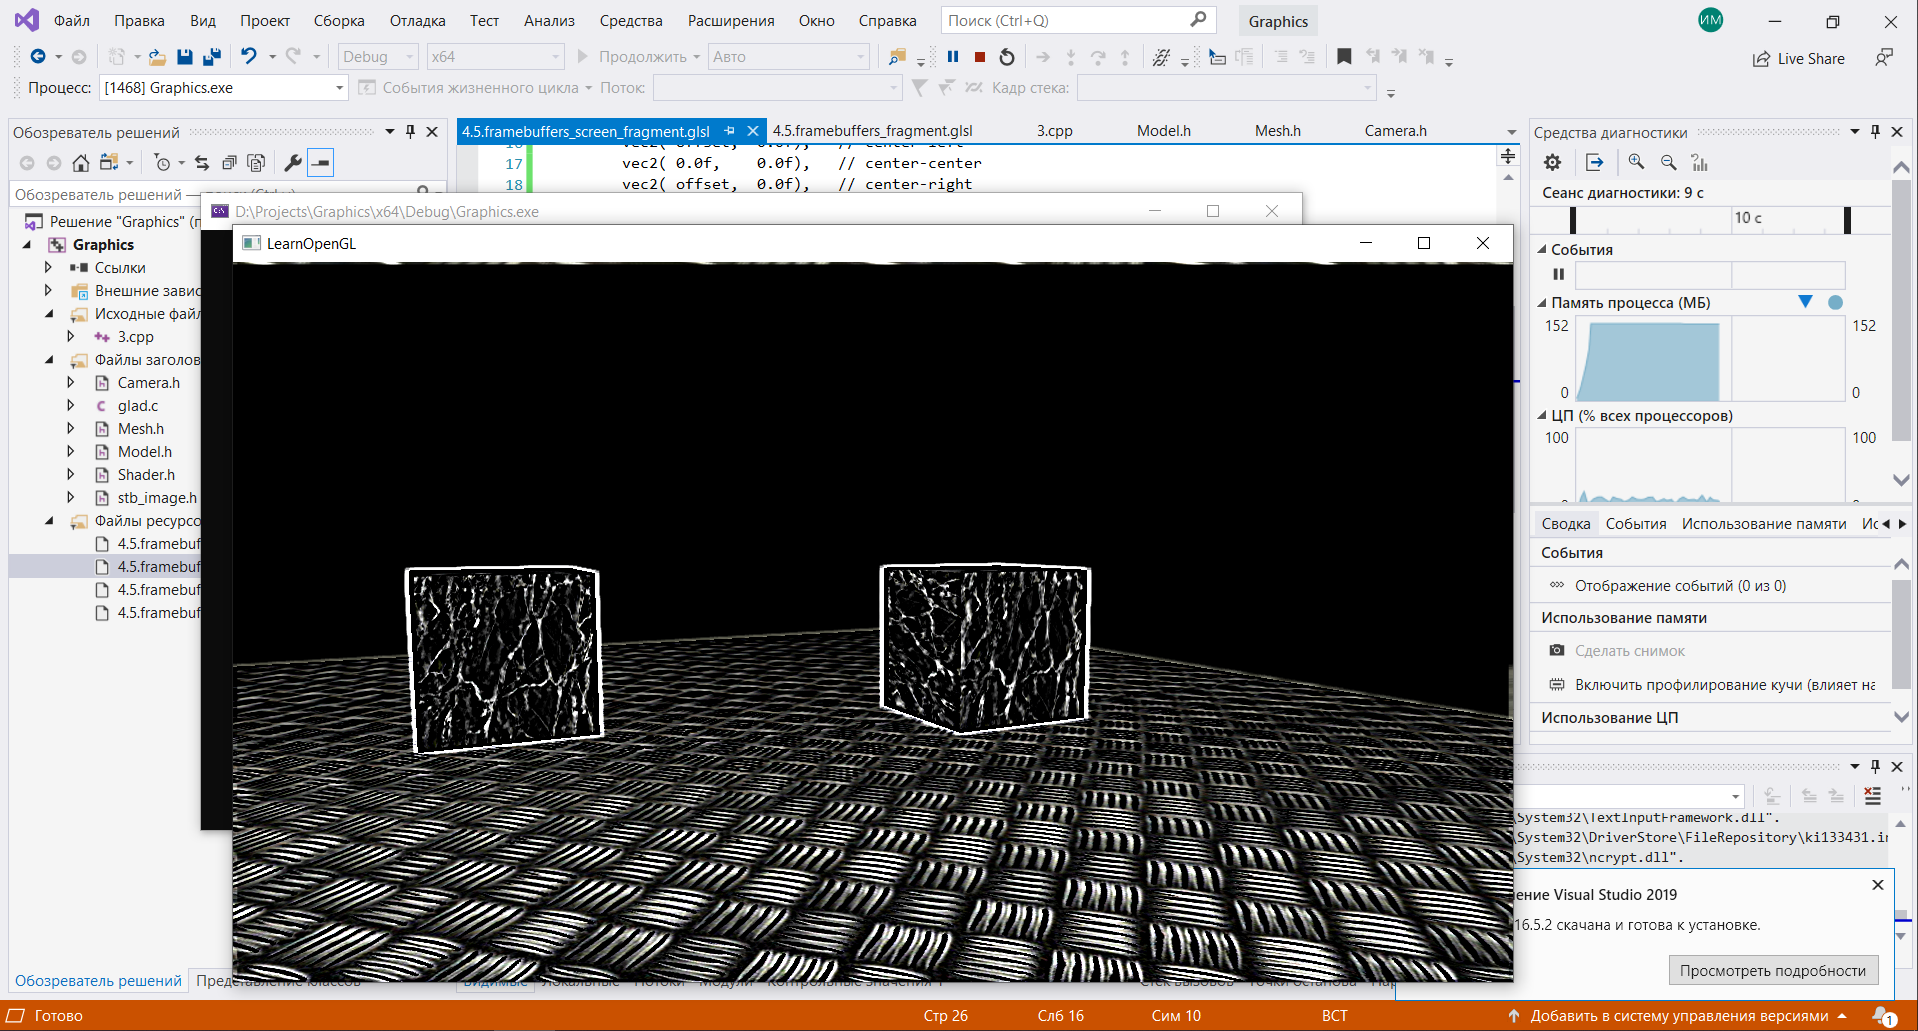 Файл Правка Вид Проект Сборка Отладка Тест Анализ Средства Расширения Окно Справка Поиск (Ctrl+Q) Graphics ИМ
Debug x64 Продолжить Авто Live Share
Процесс: [1468] Graphics.exe События жизненного цикла Поток: Кадр стека:
Обозреватель решений
Обозреватель решений —
Решение "Graphics"
Graphics
Ссылки
Внешние
Исходные
3.cpp
Файлы
Camera.h
glad.c
Mesh.h
Model.h
Shader.h
stb_image.h
Файлы
4.5.framebuf
4.5.framebuf
4.5.framebuf
4.5.framebuf
Обозреватель решений
4.5.framebuffers_screen_fragment.glsl 4.5.framebuffers_fragment.glsl 3.cpp Model.h Mesh.h Camera.h
17 vec2( 0.0f, 0.0f), // center-center
18 vec2( offset, 0.0f), // center-right
D:\Projects\Graphics\x64\Debug\Graphics.exe
LearnOpenGL
Средства диагностики
Сеанс диагностики: 9 с
10 с
События
Память процесса (МБ)
152 152
0 0
ЦП (% всех процессоров)
100 100
Сводка События Использование памяти Ис
События
Отображение событий (0 из 0)
Использование памяти
Сделать снимок
Включить профилирование кучи (влияет на
Использование ЦП
\System32\TextInputFramework.dll".
\System32\DriverStore\FileRepository\ki133431.in
\System32\ncrypt.dll".
ение Visual Studio 2019
16.5.2 скачана и готова к установке.
Просмотреть подробности
Готово Стр 26 Слб 16 Сим 10 ВСТ Добавить в систему управления версиями 1